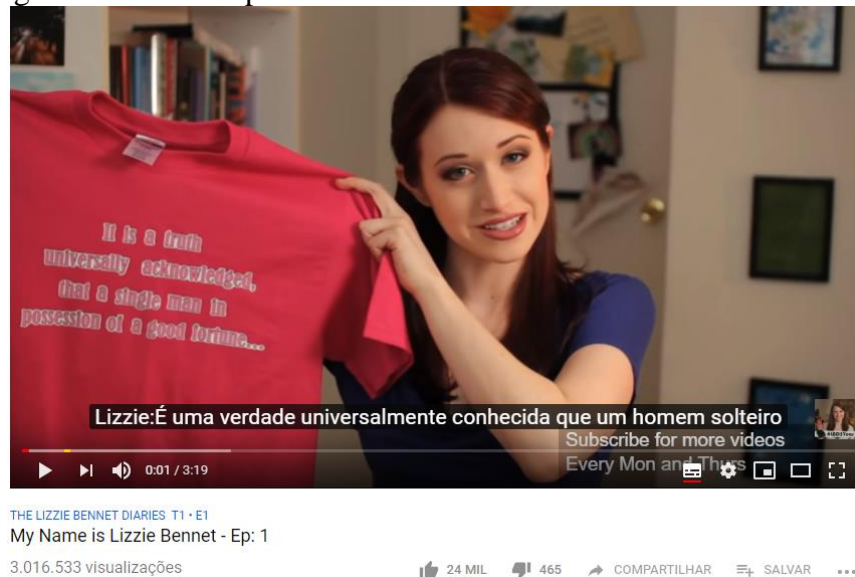 It is a truth
universally acknowledged,
that a single man in
possession of a good fortune...
Lizzie:É uma verdade universalmente conhecida que um homem solteiro
Subscribe for more videos
Every Mon and Thurs
0:01 / 3:19
THE LIZZIE BENNET DIARIES T1 • E1
My Name is Lizzie Bennet - Ep: 1
3.016.533 visualizações
24 MIL
465
COMPARTILHAR
SALVAR